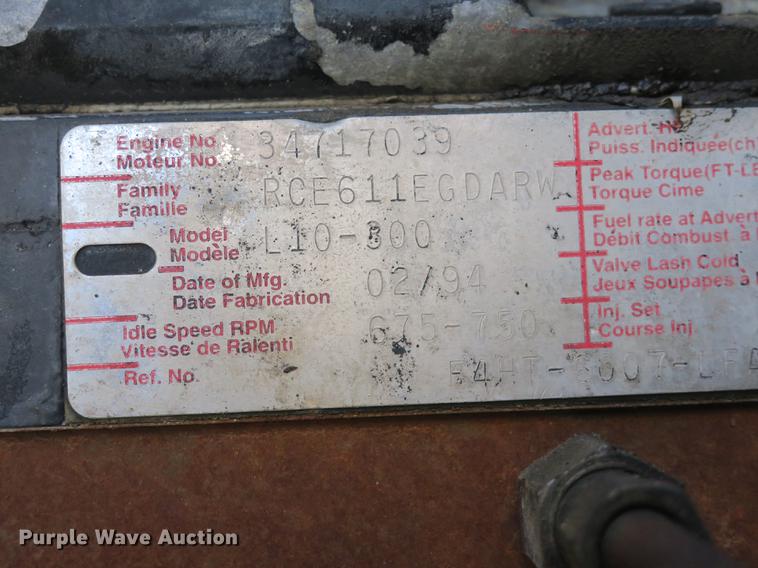 Engine No. 34717039
Moteur No.
Family RCE611EGDARW
Famille
Model L10-300
Modèle
Date of Mfg. 02/94
Date Fabrication
Idle Speed RPM 675-750
Vitesse de Ralenti
Ref. No.
Advert. HP
Puiss. Indiquée(ch
Peak Torque(FT-LB
Torque Cime
Fuel rate at Advert
Débit Combust. à
Valve Lash Cold
Jeux Soupapes à
Inj. Set
Course Inj.
Purple Wave Auction